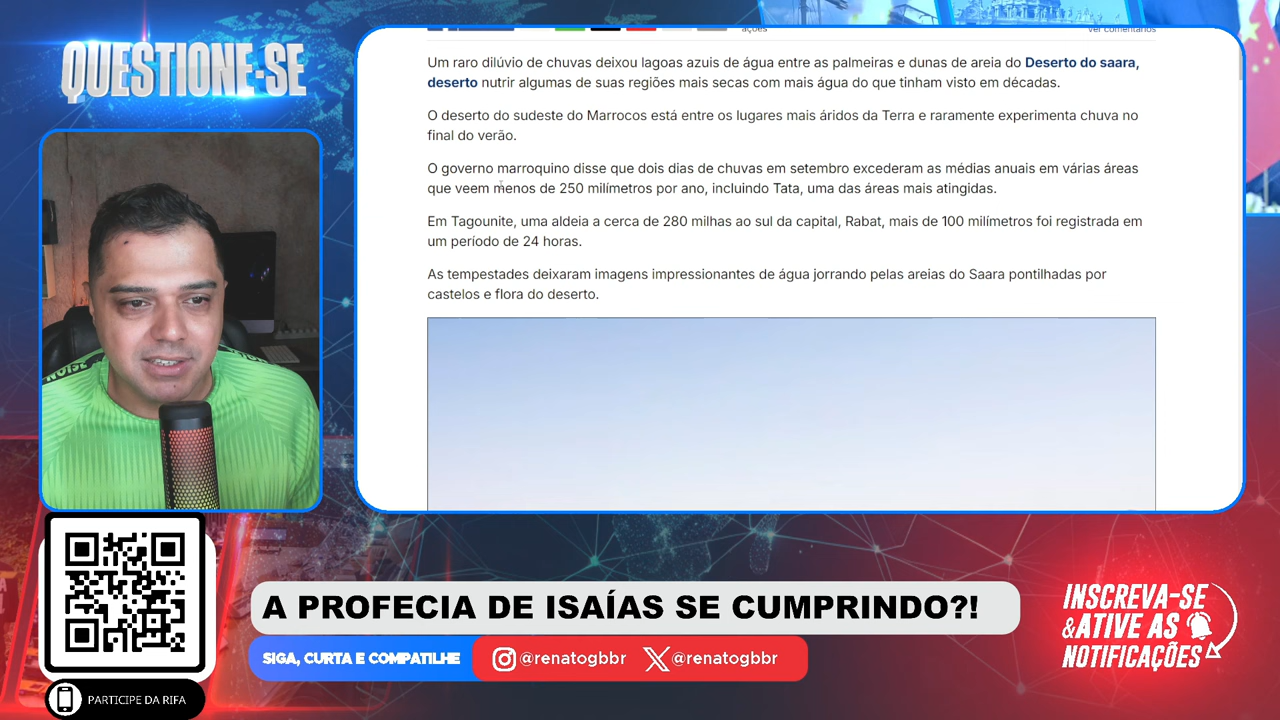 QUESTIONE-SE
ações
Ver comentários
Um raro dilúvio de chuvas deixou lagoas azuis de água entre as palmeiras e dunas de areia do Deserto do saara,
deserto nutrir algumas de suas regiões mais secas com mais água do que tinham visto em décadas.
O deserto do sudeste do Marrocos está entre os lugares mais áridos da Terra e raramente experimenta chuva no
final do verão.
O governo marroquino disse que dois dias de chuvas em setembro excederam as médias anuais em várias áreas
que veem menos de 250 milímetros por ano, incluindo Tata, uma das áreas mais atingidas.
Em Tagounite, uma aldeia a cerca de 280 milhas ao sul da capital, Rabat, mais de 100 milímetros foi registrada em
um período de 24 horas.
As tempestades deixaram imagens impressionantes de água jorrando pelas areias do Saara pontilhadas por
castelos e flora do deserto.
NOISE
A PROFECIA DE ISAÍAS SE CUMPRINDO?!
SIGA, CURTA E COMPATILHE
@renatogbbr
@renatogbbr
INSCREVA-SE
&ATIVE AS
NOTIFICAÇÕES
PARTICIPE DA RIFA